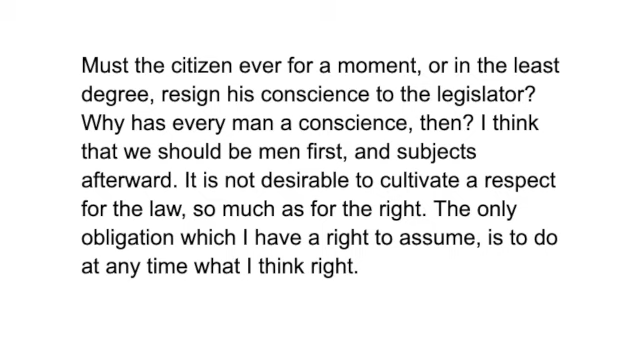 Must the citizen ever for a moment, or in the least
degree, resign his conscience to the legislator?
Why has every man a conscience, then? I think
that we should be men first, and subjects
afterward. It is not desirable to cultivate a respect
for the law, so much as for the right. The only
obligation which I have a right to assume, is to do
at any time what I think right.